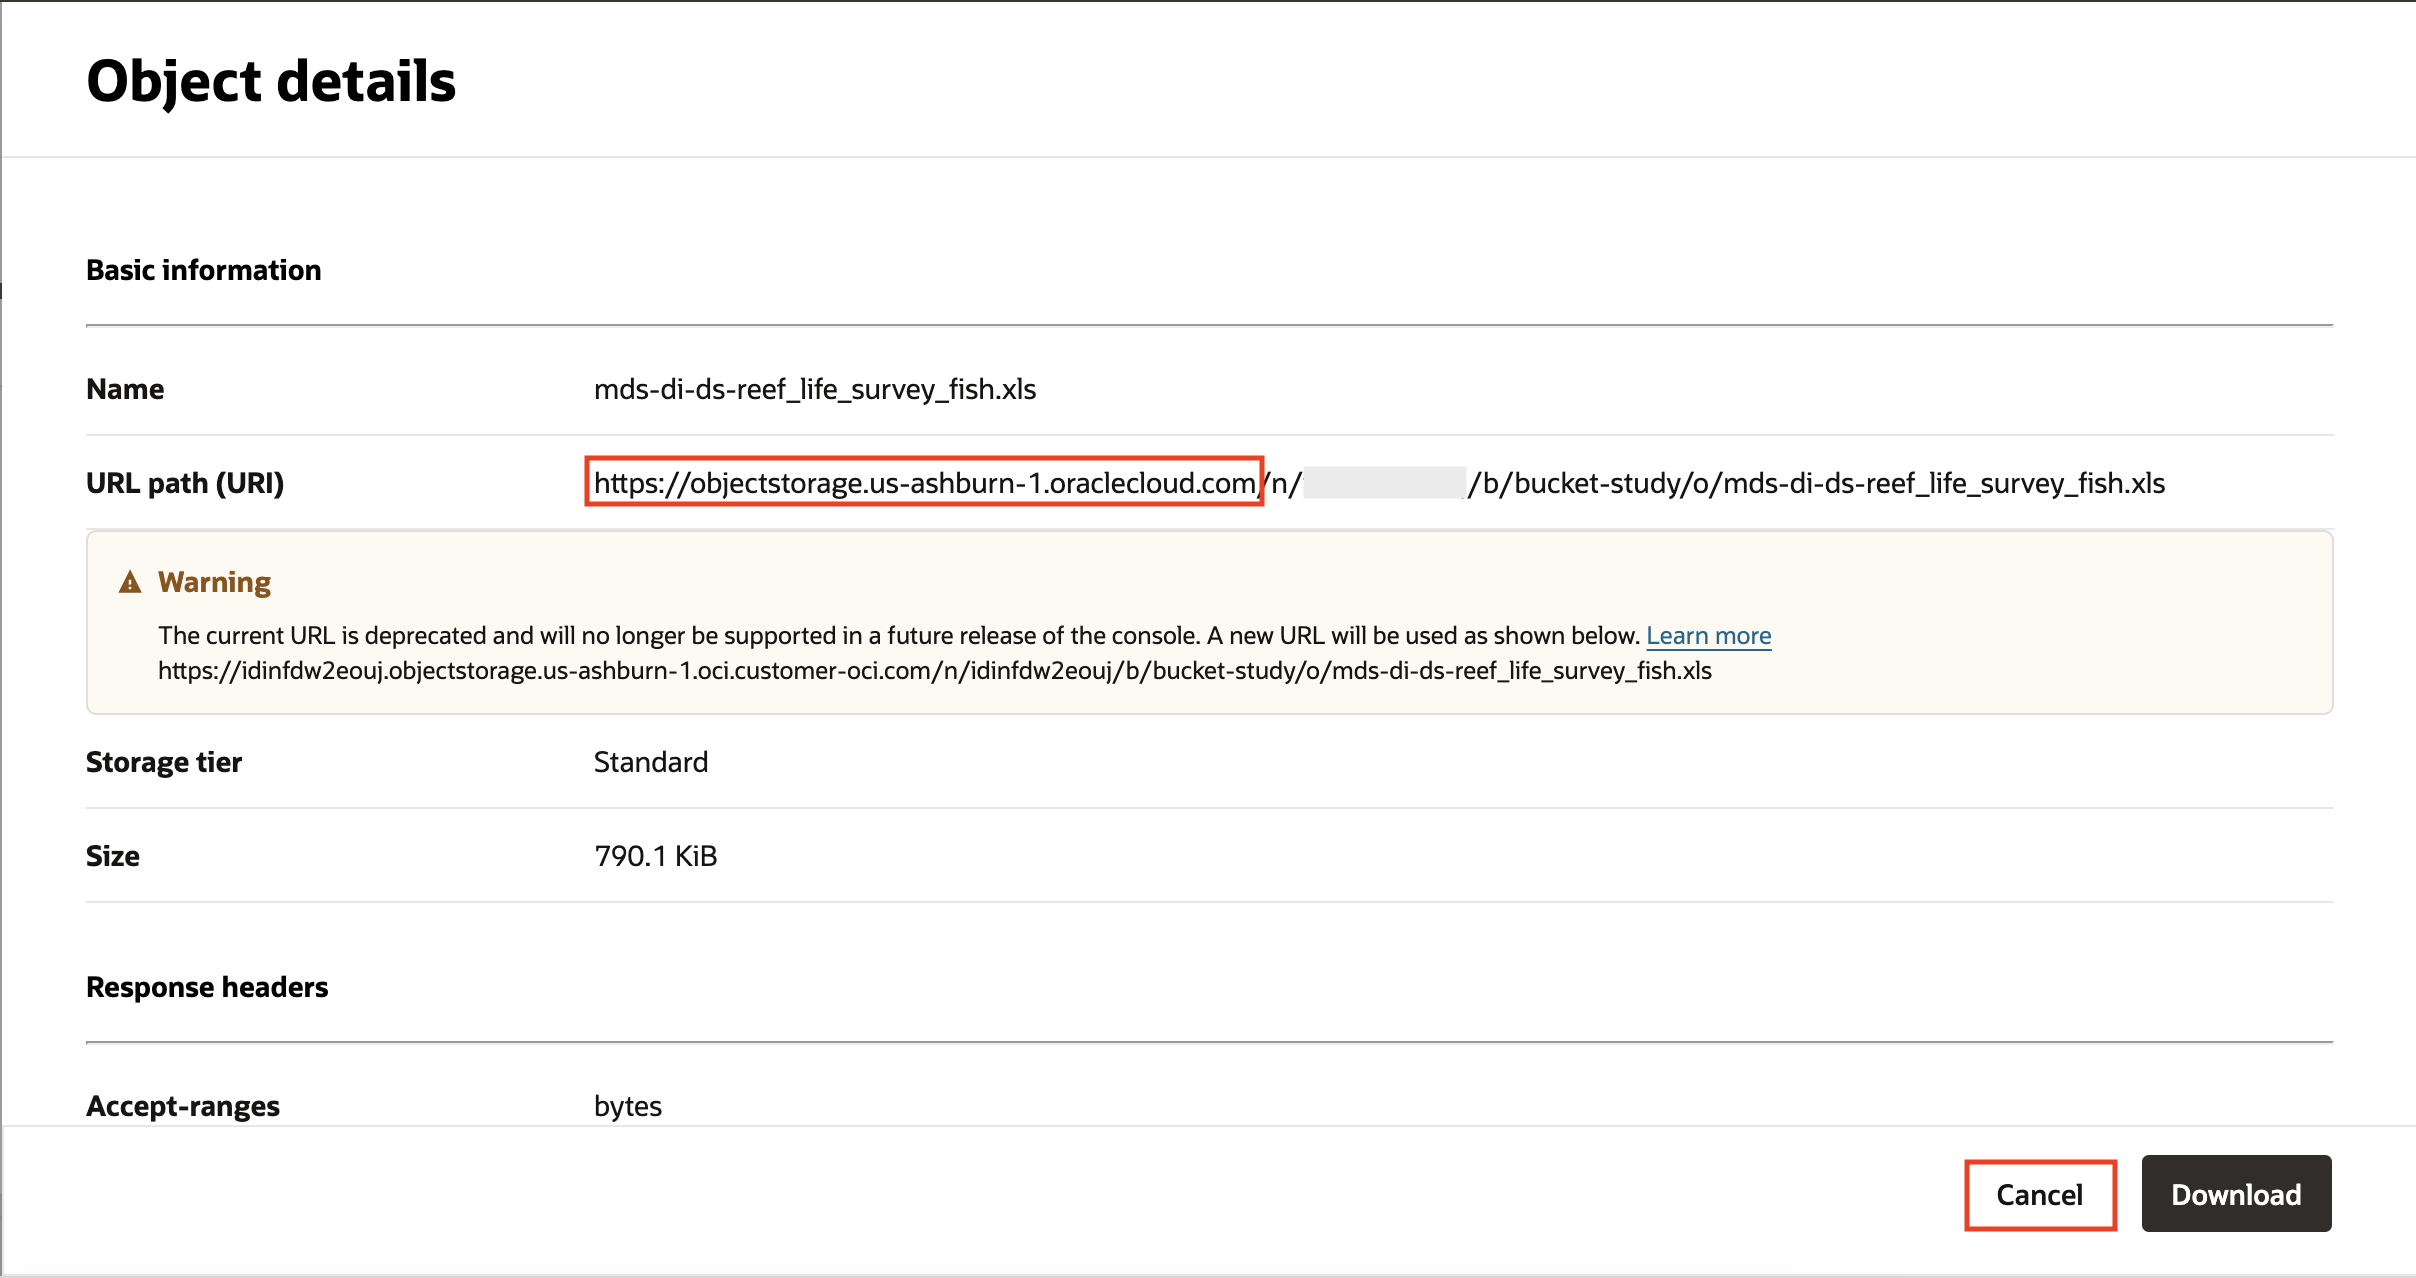 Object details
Basic information
Name mds-di-ds-reef_life_survey_fish.xls
URL path (URI) https://objectstorage.us-ashburn-1.oraclecloud.com/n/ /b/bucket-study/o/mds-di-ds-reef_life_survey_fish.xls
Warning
The current URL is deprecated and will no longer be supported in a future release of the console. A new URL will be used as shown below. Learn more
https://idinfdw2eouj.objectstorage.us-ashburn-1.oci.customer-oci.com/n/idinfdw2eouj/b/bucket-study/o/mds-di-ds-reef_life_survey_fish.xls
Storage tier Standard
Size 790.1 KiB
Response headers
Accept-ranges bytes
Cancel Download